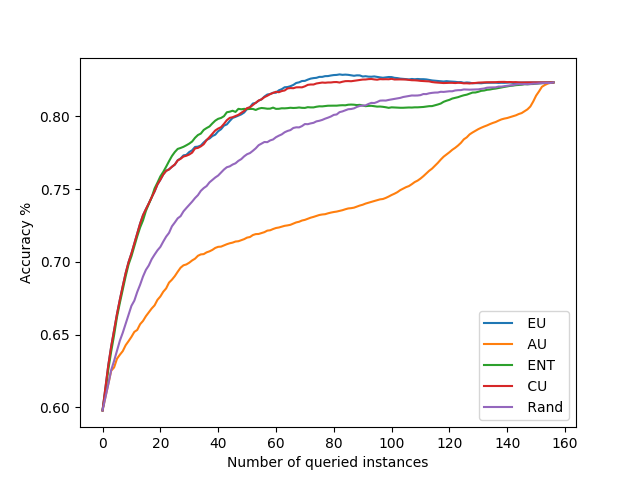 0.80
0.75
0.70
0.65
0.60
Accuracy %
0 20 40 60 80 100 120 140 160
Number of queried instances
EU
AU
ENT
CU
Rand